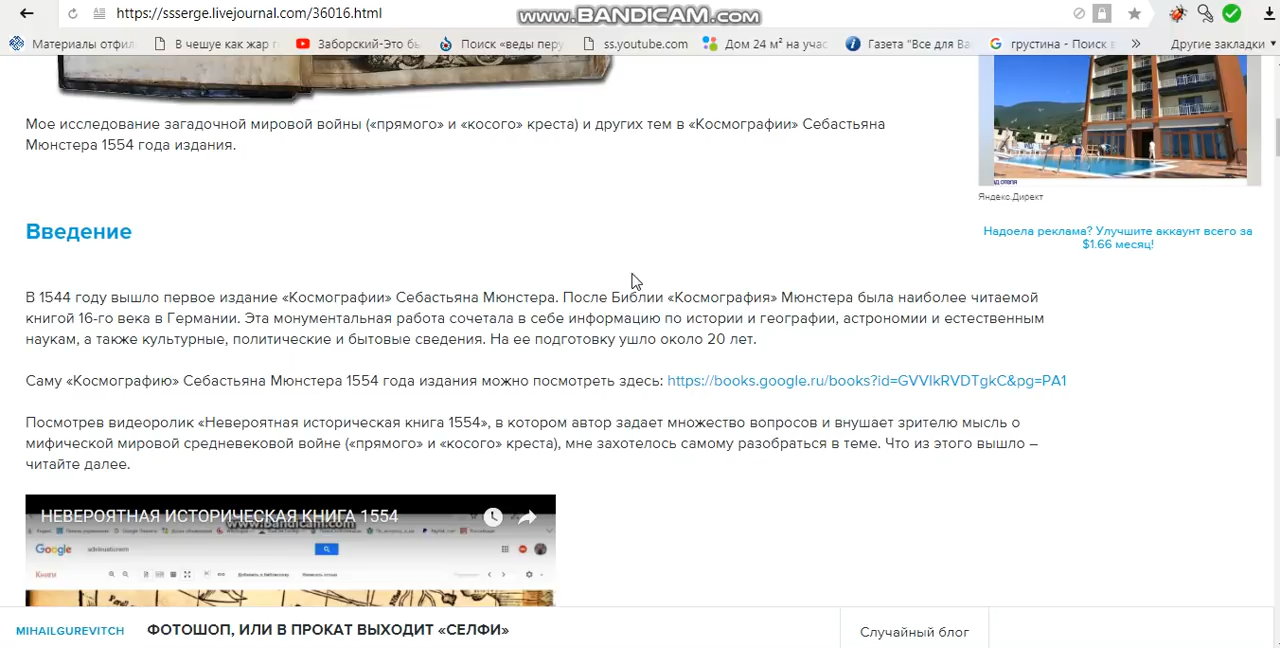 https://ssserge.livejournal.com/36016.html
www.BANDICAM.com
Материалы отфил
В чешуе как жар г
Заборский-Это бы
Поиск «веды перу
ss.youtube.com
Дом 24 м² на учас
Газета "Все для Ва
грустина - Поиск в
»
Другие закладки
Мое исследование загадочной мировой войны («прямого» и «косого» креста) и других тем в «Космографии» Себастьяна
Мюнстера 1554 года издания.
Яндекс.Директ
Надоела реклама? Улучшите аккаунт всего за
$1.66 месяц!
Введение
В 1544 году вышло первое издание «Космографии» Себастьяна Мюнстера. После Библии «Космография» Мюнстера была наиболее читаемой
книгой 16-го века в Германии. Эта монументальная работа сочетала в себе информацию по истории и географии, астрономии и естественным
наукам, а также культурные, политические и бытовые сведения. На ее подготовку ушло около 20 лет.
Саму «Космографию» Себастьяна Мюнстера 1554 года издания можно посмотреть здесь: https://books.google.ru/books?id=GVVlkRVDTgkC&pg=PA1
Посмотрев видеоролик «Невероятная историческая книга 1554», в котором автор задает множество вопросов и внушает зрителю мысль о
мифической мировой средневековой войне («прямого» и «косого» креста), мне захотелось самому разобраться в теме. Что из этого вышло –
читайте далее.
НЕВЕРОЯТНАЯ ИСТОРИЧЕСКАЯ КНИГА 1554
www.Bandicam.com
Google
Книги
MIHAILGUREVITCH
ФОТОШОП, ИЛИ В ПРОКАТ ВЫХОДИТ «СЕЛФИ»
Случайный блог